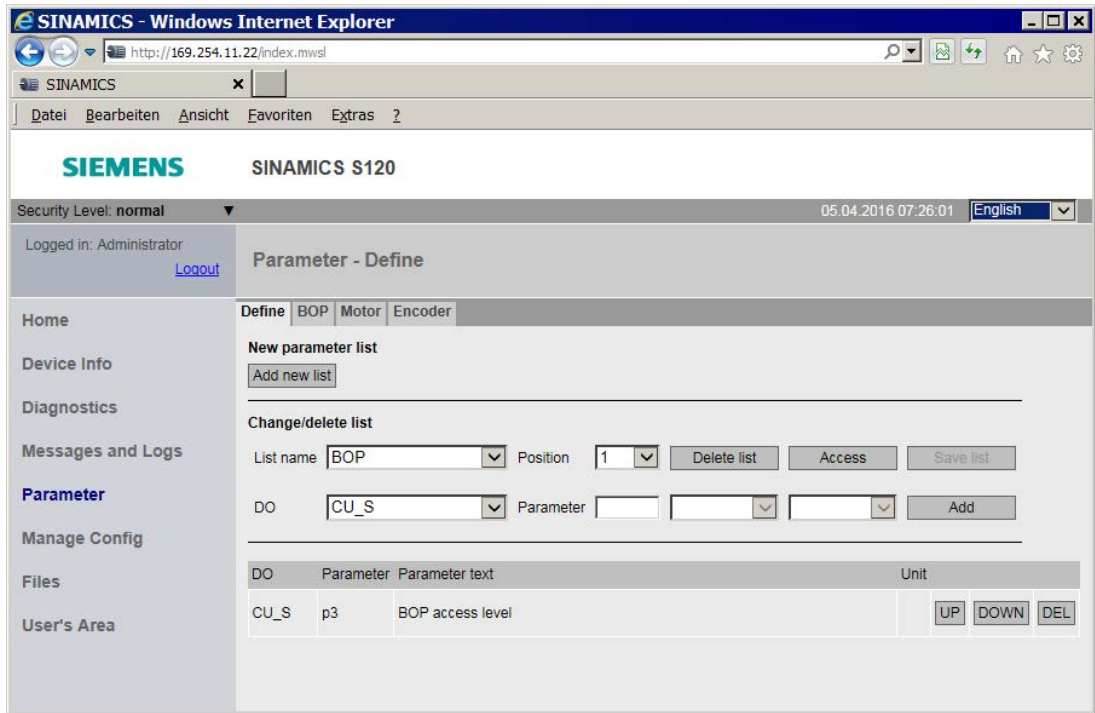 SINAMICS - Windows Internet Explorer
http://169.254.11.22/index.mwsl
SINAMICS
Datei Bearbeiten Ansicht Favoriten Extras ?
SIEMENS SINAMICS S120
Security Level: normal 05.04.2016 07:26:01 English
Logged in: Administrator
Logout
Parameter - Define
Home
Device Info
Diagnostics
Messages and Logs
Parameter
Manage Config
Files
User's Area
Define BOP Motor Encoder
New parameter list
Add new list
Change/delete list
List name BOP Position 1 Delete list Access Save list
DO CU_S Parameter Add
DO Parameter Parameter text Unit
CU_S p3 BOP access level UP DOWN DEL